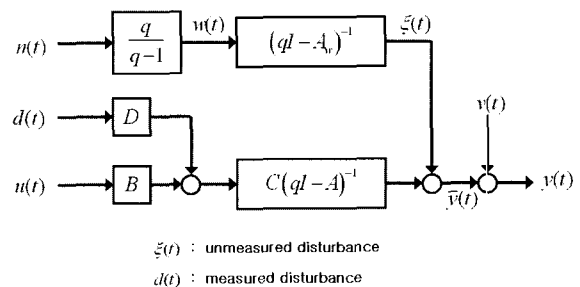 n(t)
q
q-1
w(t)
(qI - A_w)^{-1}
ξ(t)
v(t)
d(t)
D
u(t)
B
C(qI - A)^{-1}
ȳ(t)
y(t)
ξ(t) : unmeasured disturbance
d(t) : measured disturbance